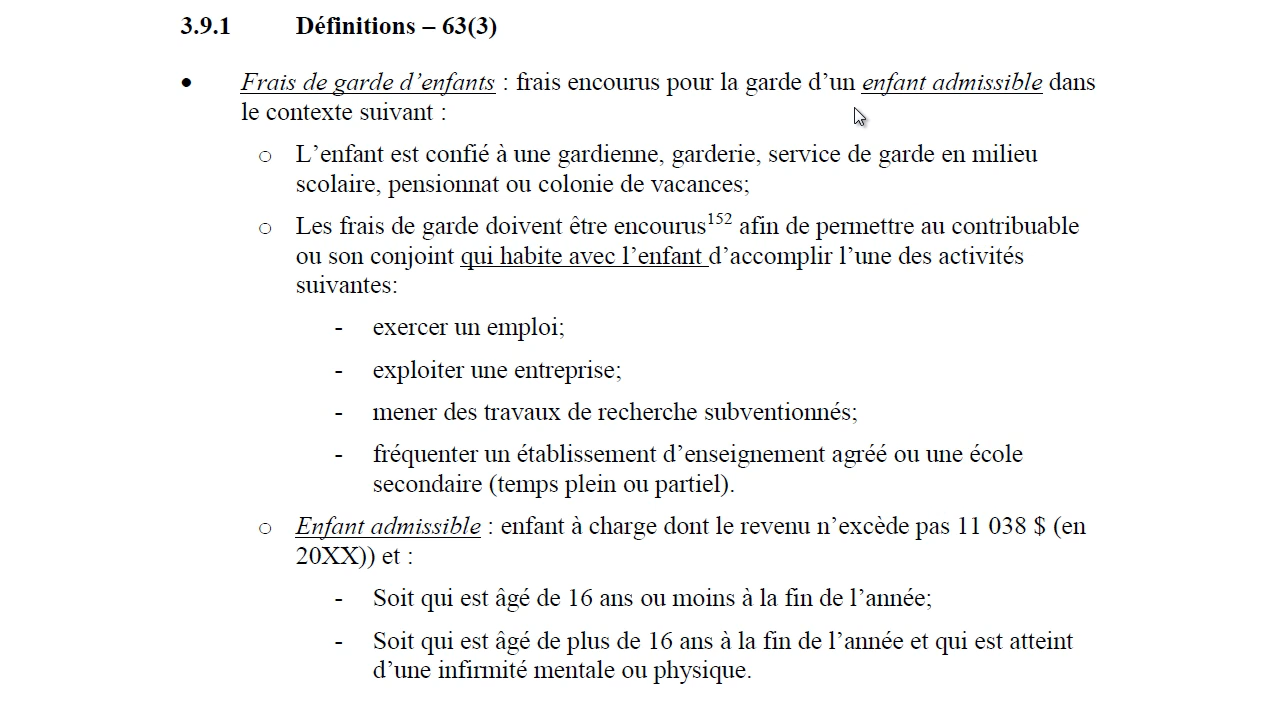 3.9.1 Définitions – 63(3)
• Frais de garde d’enfants : frais encourus pour la garde d’un enfant admissible dans
le contexte suivant :
○ L’enfant est confié à une gardienne, garderie, service de garde en milieu
scolaire, pensionnat ou colonie de vacances;
○ Les frais de garde doivent être encourus152 afin de permettre au contribuable
ou son conjoint qui habite avec l’enfant d’accomplir l’une des activités
suivantes:
- exercer un emploi;
- exploiter une entreprise;
- mener des travaux de recherche subventionnés;
- fréquenter un établissement d’enseignement agréé ou une école
secondaire (temps plein ou partiel).
○ Enfant admissible : enfant à charge dont le revenu n’excède pas 11 038 $ (en
20XX)) et :
- Soit qui est âgé de 16 ans ou moins à la fin de l’année;
- Soit qui est âgé de plus de 16 ans à la fin de l’année et qui est atteint
d’une infirmité mentale ou physique.